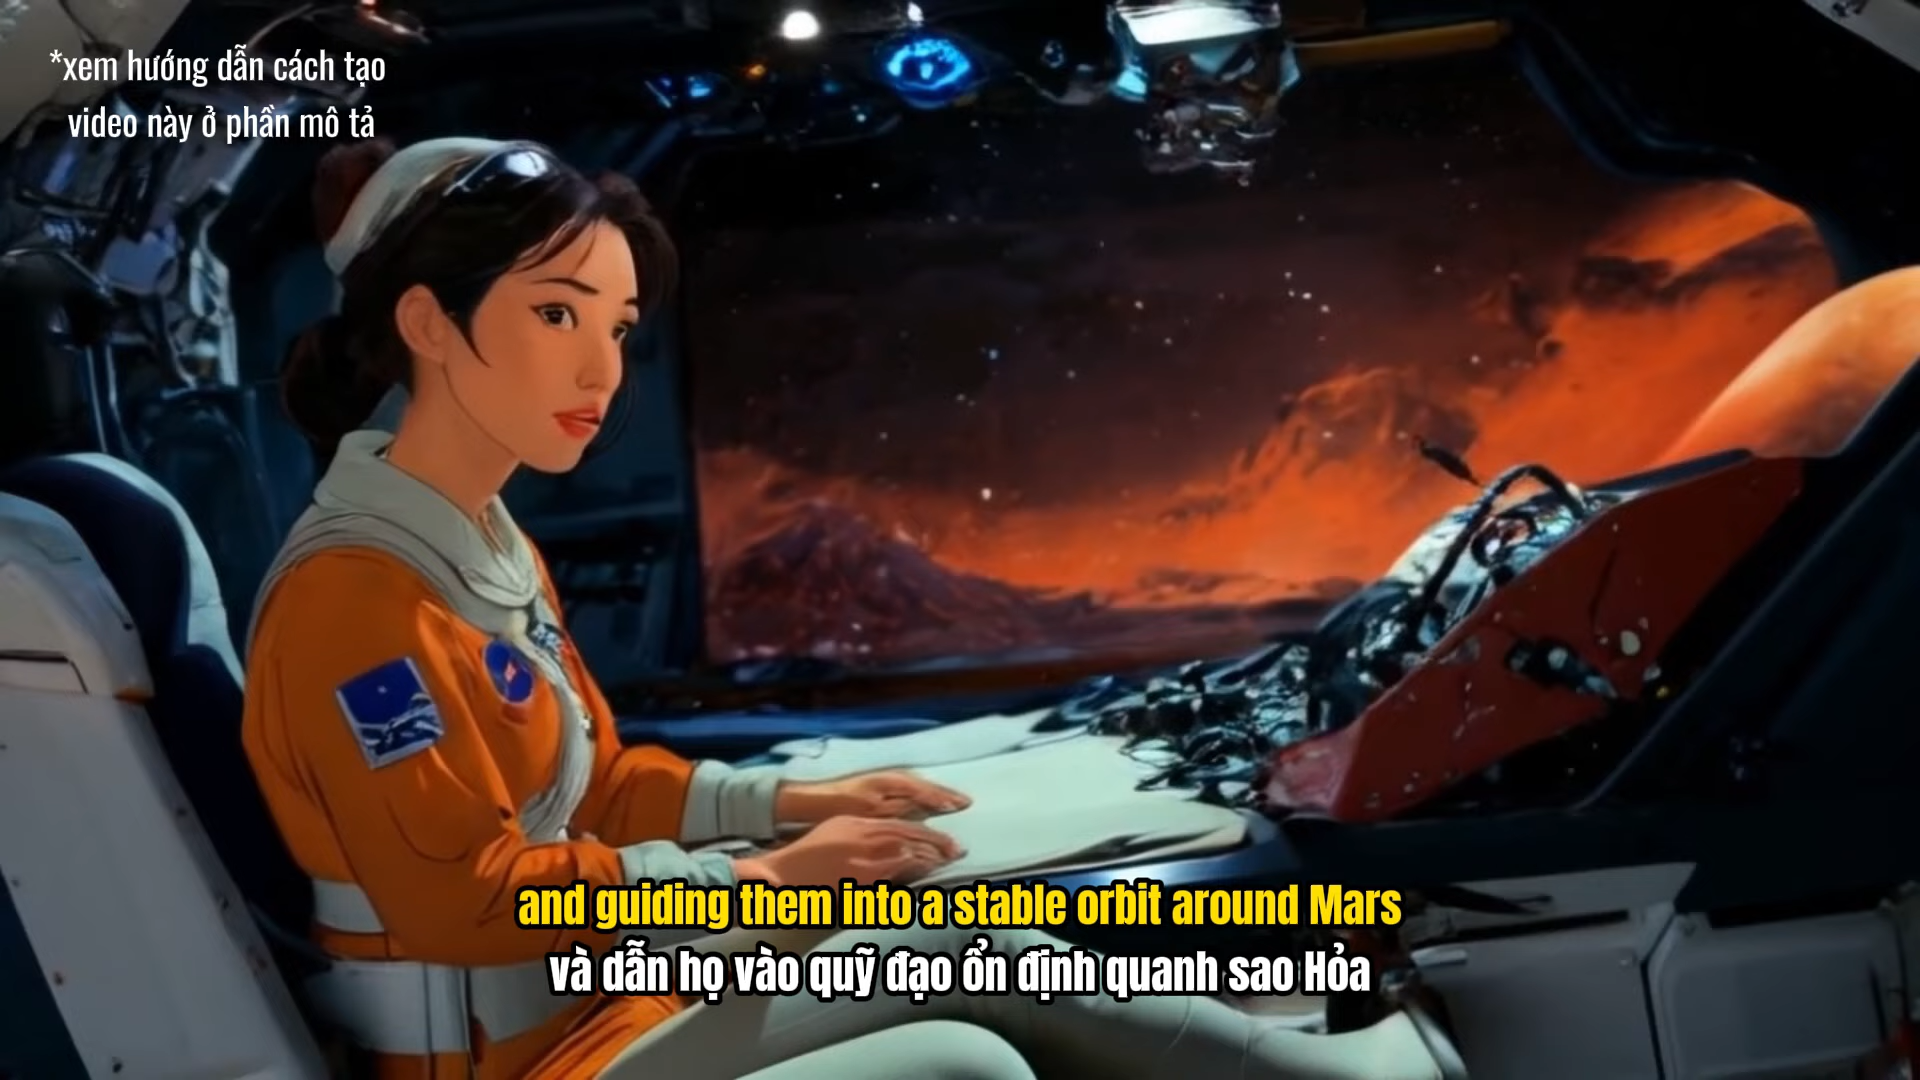 *xem hướng dẫn cách tạo
video này ở phần mô tả
and guiding them into a stable orbit around Mars
và dẫn họ vào quỹ đạo ổn định quanh sao Hỏa